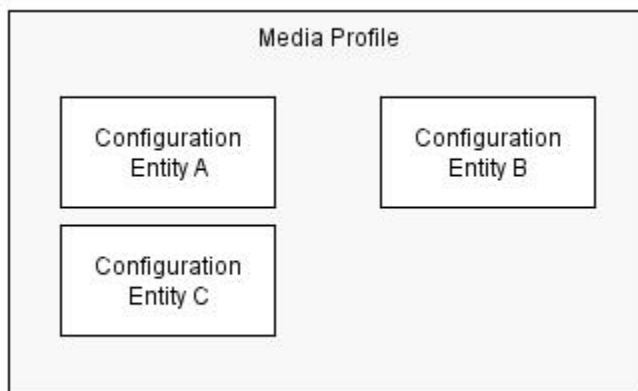 Media Profile
Configuration
Entity A
Configuration
Entity B
Configuration
Entity C